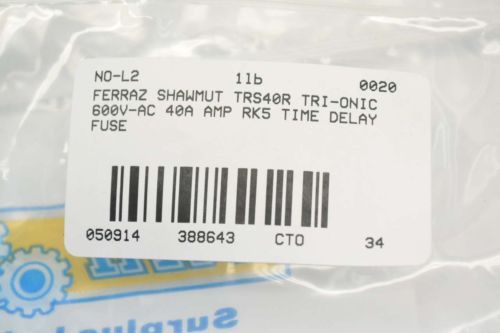 NO-L2 1lb 0020
FERRAZ SHAWMUT TRS40R TRI-ONIC
600V-AC 40A AMP RK5 TIME DELAY
FUSE
050914 388643 CTO 34